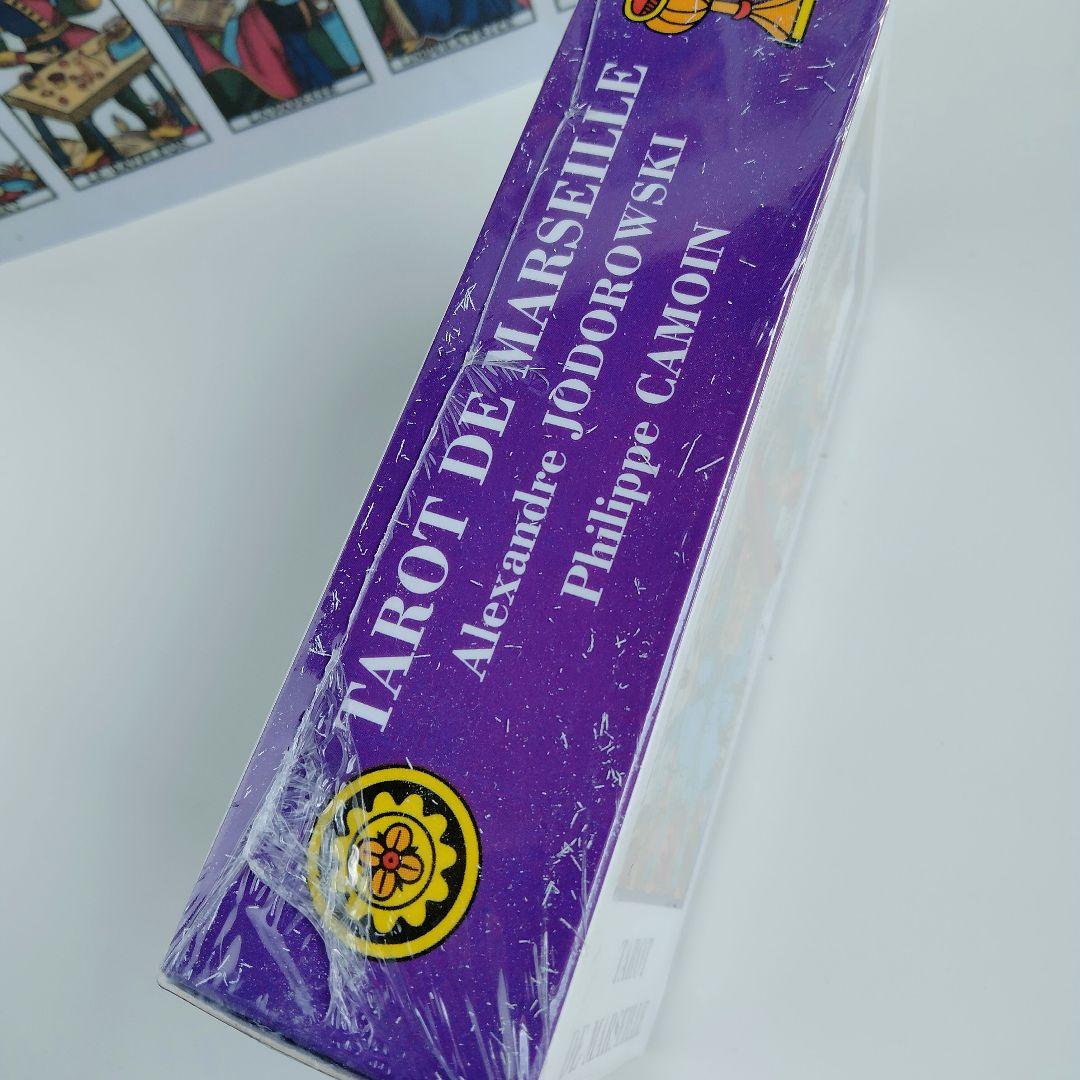 TAROT DE MARSEILLE
Alexandre JODOROWSKI
Philippe CAMOIN
TAROT
DE MARSEILLE